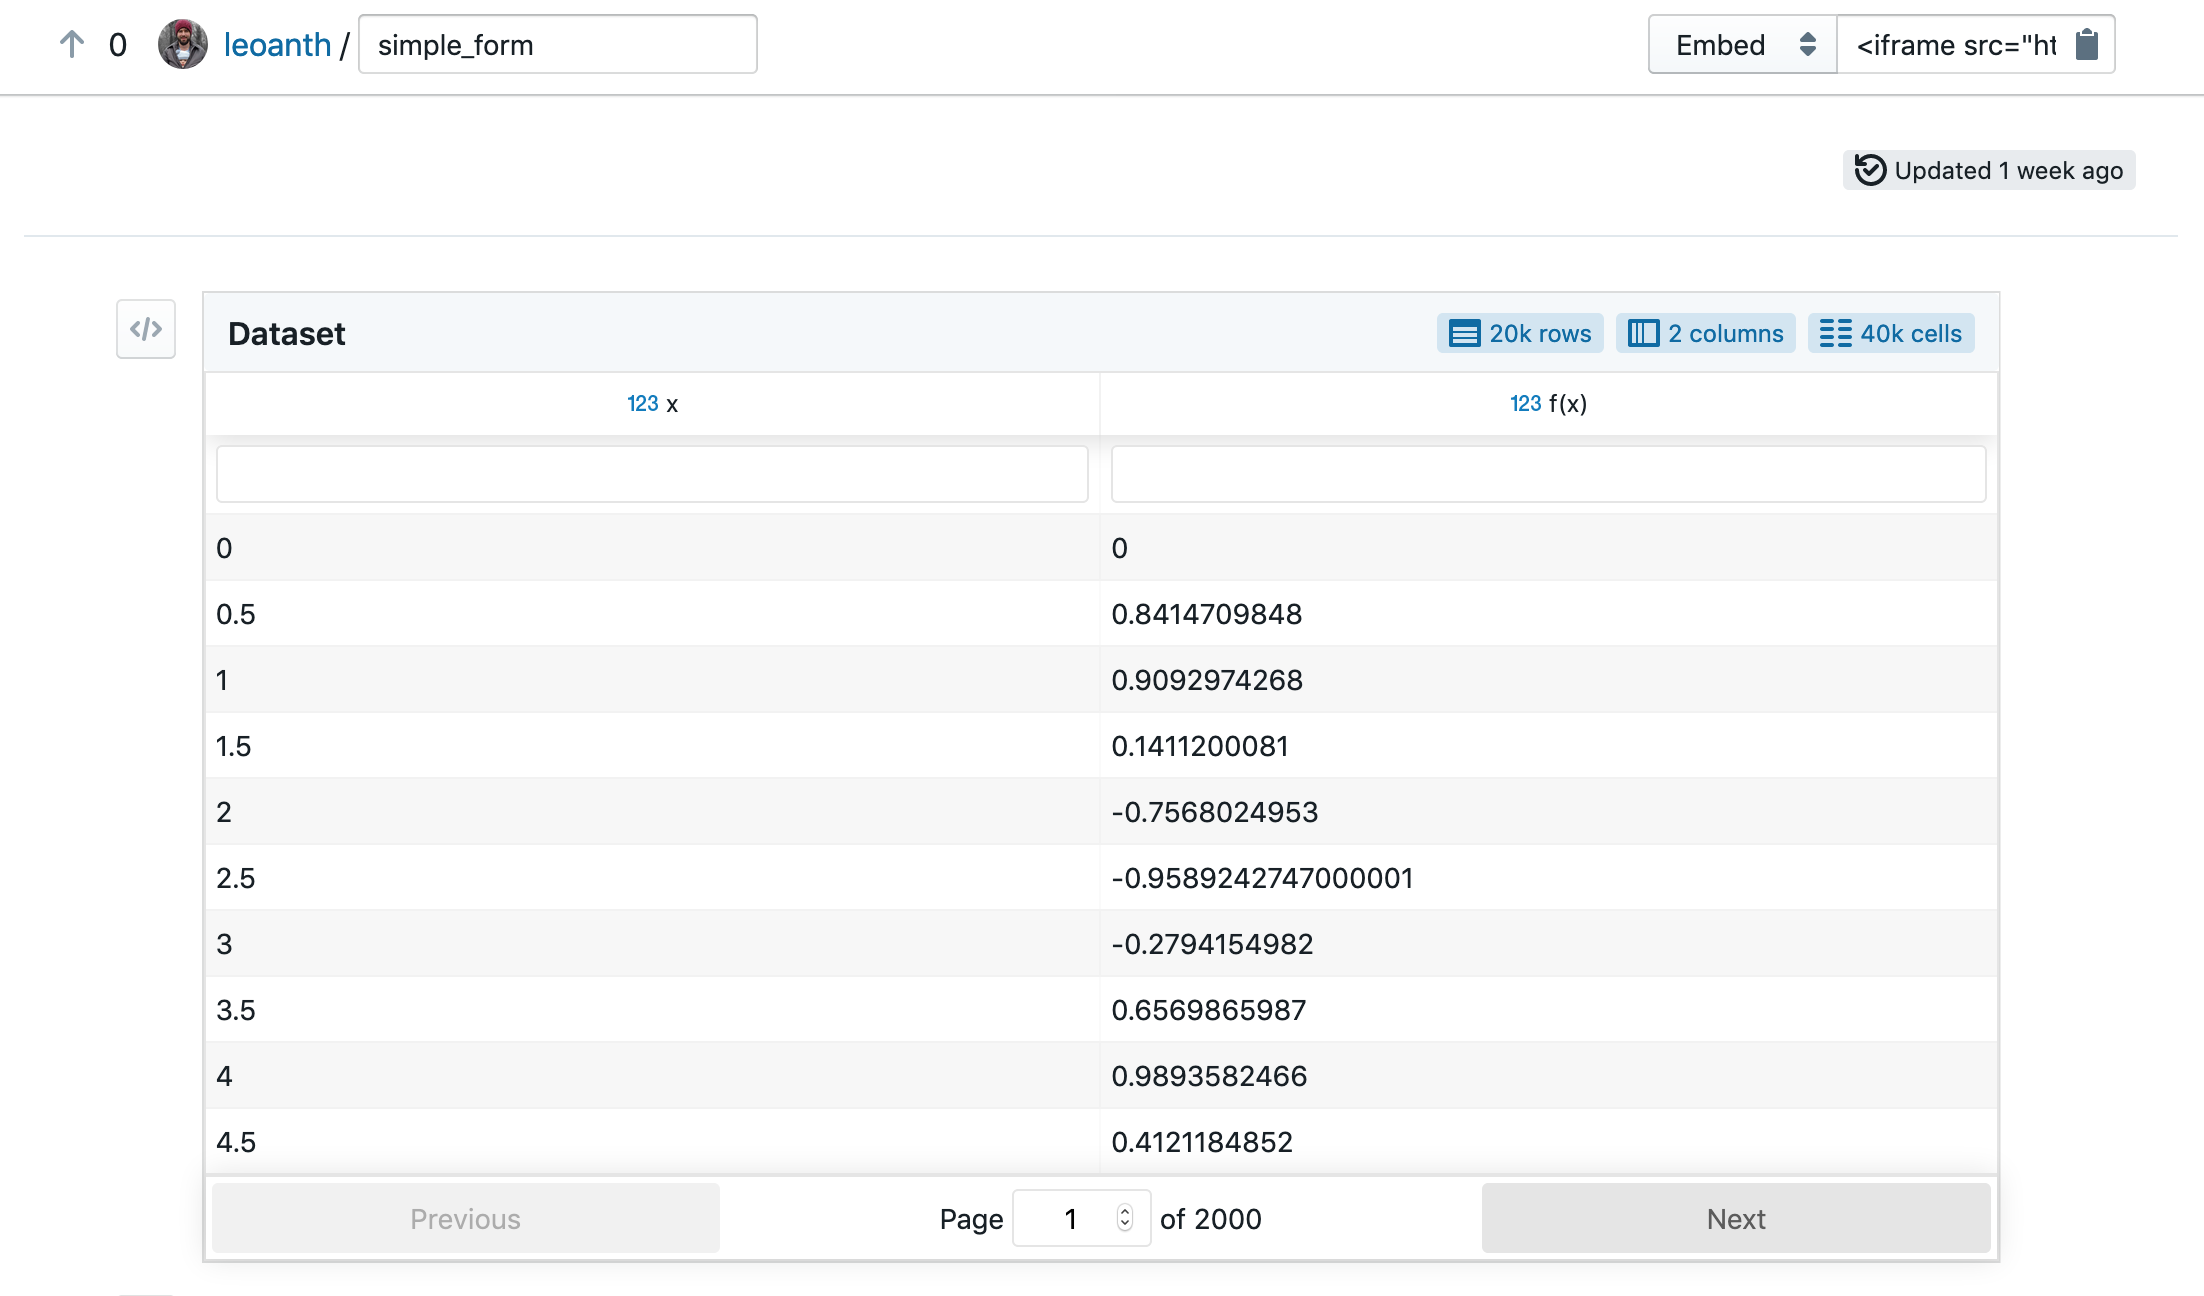 0 leoanth / simple_form Embed <iframe src="ht
Updated 1 week ago
</>
Dataset 20k rows 2 columns 40k cells
123 x 123 f(x)
0 0
0.5 0.8414709848
1 0.9092974268
1.5 0.1411200081
2 -0.7568024953
2.5 -0.9589242747000001
3 -0.2794154982
3.5 0.6569865987
4 0.9893582466
4.5 0.4121184852
Previous Page 1 of 2000 Next